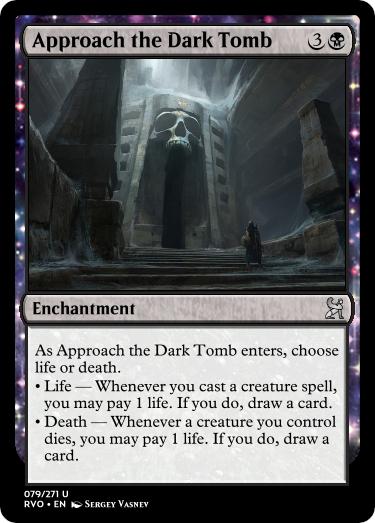 Approach the Dark Tomb 3
Enchantment
As Approach the Dark Tomb enters, choose
life or death.
• Life — Whenever you cast a creature spell,
you may pay 1 life. If you do, draw a card.
• Death — Whenever a creature you control
dies, you may pay 1 life. If you do, draw a
card.
079/271 U
RVO • EN Sergey Vasnev